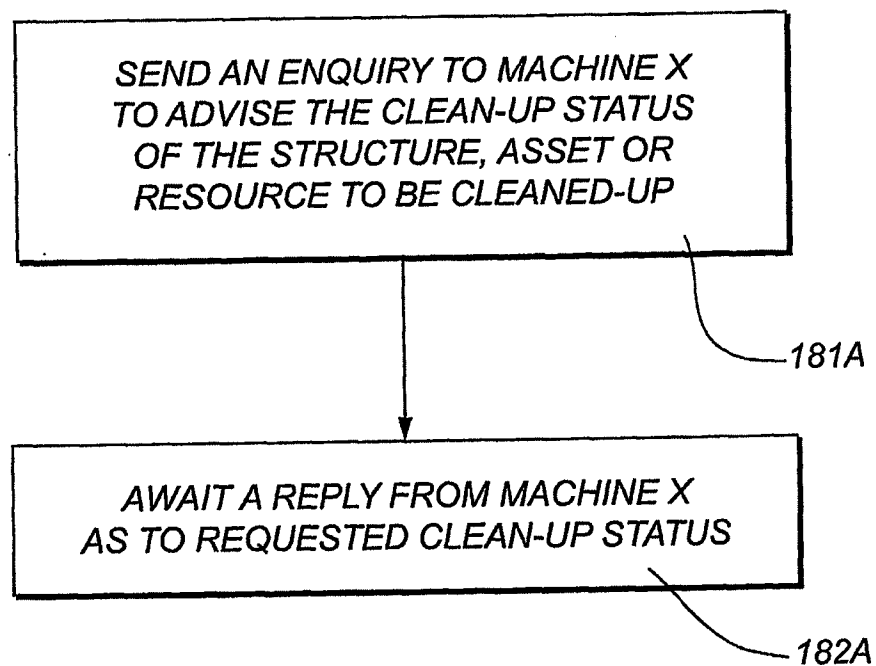 SEND AN ENQUIRY TO MACHINE X
TO ADVISE THE CLEAN-UP STATUS
OF THE STRUCTURE, ASSET OR
RESOURCE TO BE CLEANED-UP
181A
AWAIT A REPLY FROM MACHINE X
AS TO REQUESTED CLEAN-UP STATUS
182A